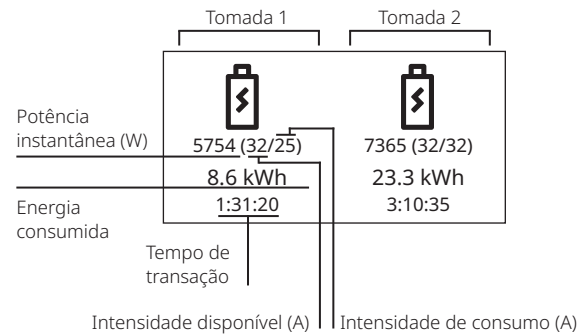 Tomada 1
Tomada 2
Potência
instantânea (W)
5754 (32/25)
7365 (32/32)
8.6 kWh
23.3 kWh
Energia
consumida
1:31:20
3:10:35
Tempo de
transação
Intensidade disponível (A)
Intensidade de consumo (A)